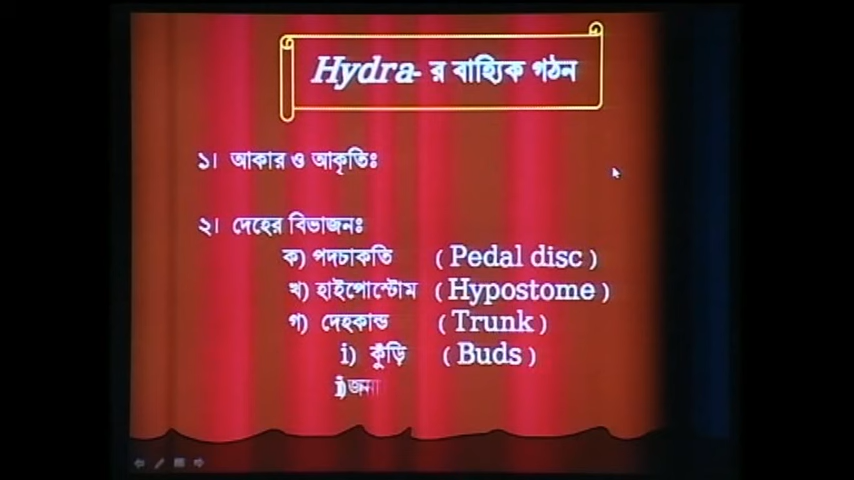 Hydra- র বাহ্যিক গঠন
১। আকার ও আকৃতিঃ
২। দেহের বিভাজনঃ
ক) পদচাকতি ( Pedal disc )
খ) হাইপোস্টোম ( Hypostome )
গ) দেহকান্ড ( Trunk )
i) কুঁড়ি ( Buds )